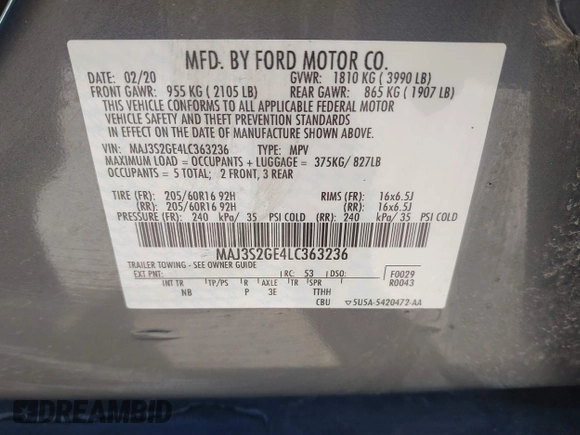 MFD. BY FORD MOTOR CO.
DATE: 02/20 GVWR: 1810 KG ( 3990 LB)
FRONT GAWR: 955 KG ( 2105 LB) REAR GAWR: 865 KG ( 1907 LB)
THIS VEHICLE CONFORMS TO ALL APPLICABLE FEDERAL MOTOR
VEHICLE SAFETY AND THEFT PREVENTION STANDARDS
IN EFFECT ON THE DATE OF MANUFACTURE SHOWN ABOVE.
VIN: MAJ3S2GE4LC363236 TYPE: MPV
MAXIMUM LOAD = OCCUPANTS + LUGGAGE = 375KG/ 827LB
OCCUPANTS = 5 TOTAL; 2 FRONT, 3 REAR
TIRE (FR): 205/60R16 92H RIMS (FR): 16x6.5J
(RR): 205/60R16 92H (RR): 16x6.5J
PRESSURE (FR): 240 kPa/ 35 PSI COLD (RR): 240 kPa/ 35 PSI COLD
MAJ3S2GE4LC363236
TRAILER TOWING - SEE OWNER GUIDE
EXT PNT: RC: 53 DSO: F0029
INT TR TP/PS R AXLE TR SPR R0043
NB P 3E TTHH
CBU 5U5A-5420472-AA
DREAMBID